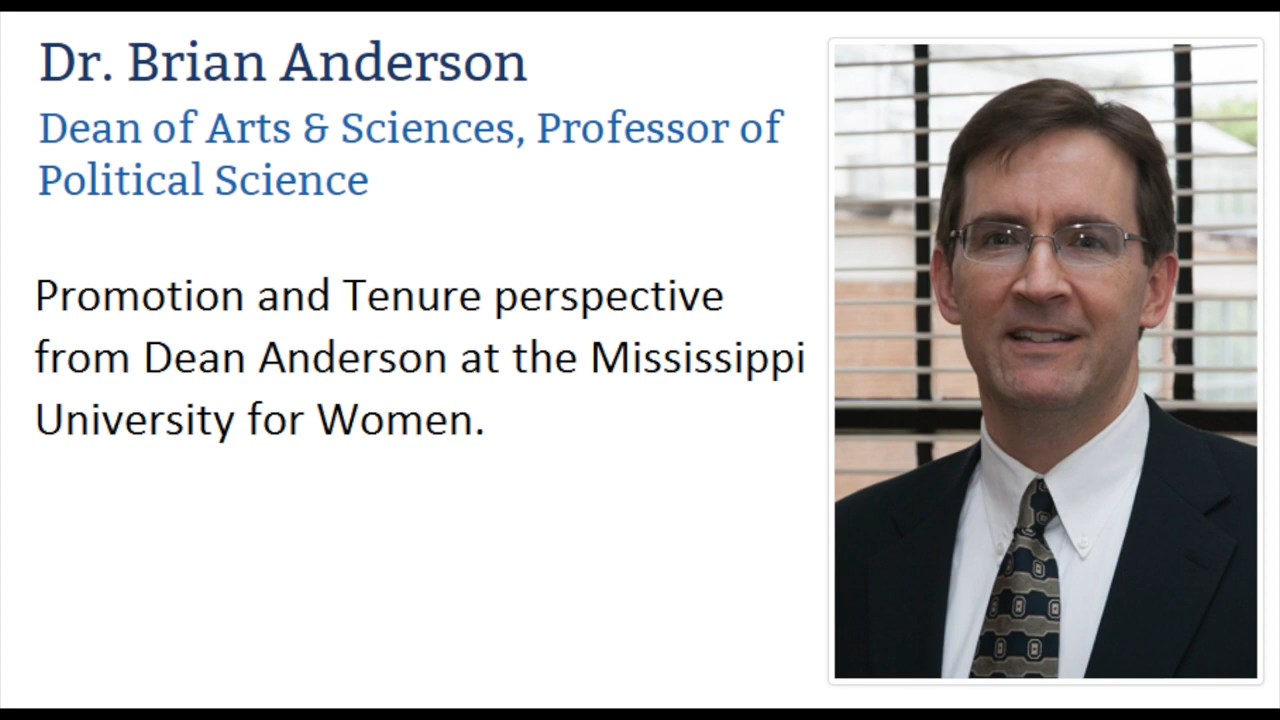 Dr. Brian Anderson
Dean of Arts & Sciences, Professor of
Political Science
Promotion and Tenure perspective
from Dean Anderson at the Mississippi
University for Women.